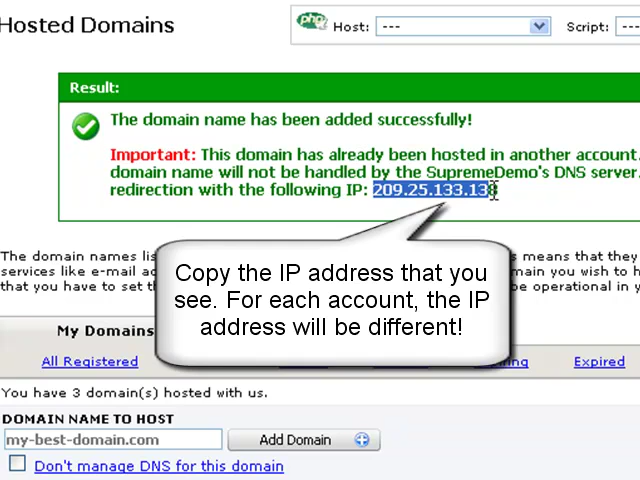 Hosted Domains
php Host: --- Script: ---
Result:
The domain name has been added successfully!
Important: This domain has already been hosted in another account.
domain name will not be handled by the SupremeDemo's DNS server.
redirection with the following IP: 209.25.133.138
The domain names lis s means that they
services like e-mail ad main you wish to h
that you have to set th be operational in y
Copy the IP address that you
see. For each account, the IP
address will be different!
My Domains
All Registered Expired
You have 3 domain(s) hosted with us.
DOMAIN NAME TO HOST
my-best-domain.com Add Domain
Don't manage DNS for this domain